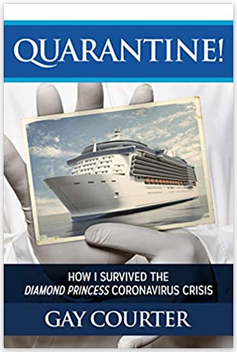 QUARANTINE!
HOW I SURVIVED THE
DIAMOND PRINCESS CORONAVIRUS CRISIS
GAY COURTER